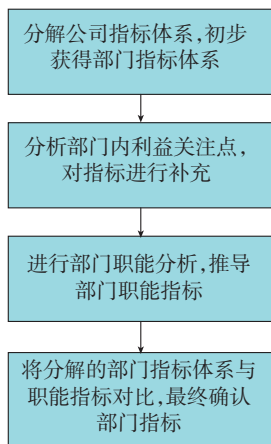 分解公司指标体系,初步
获得部门指标体系
分析部门内利益关注点,
对指标进行补充
进行部门职能分析,推导
部门职能指标
将分解的部门指标体系与
职能指标对比,最终确认
部门指标